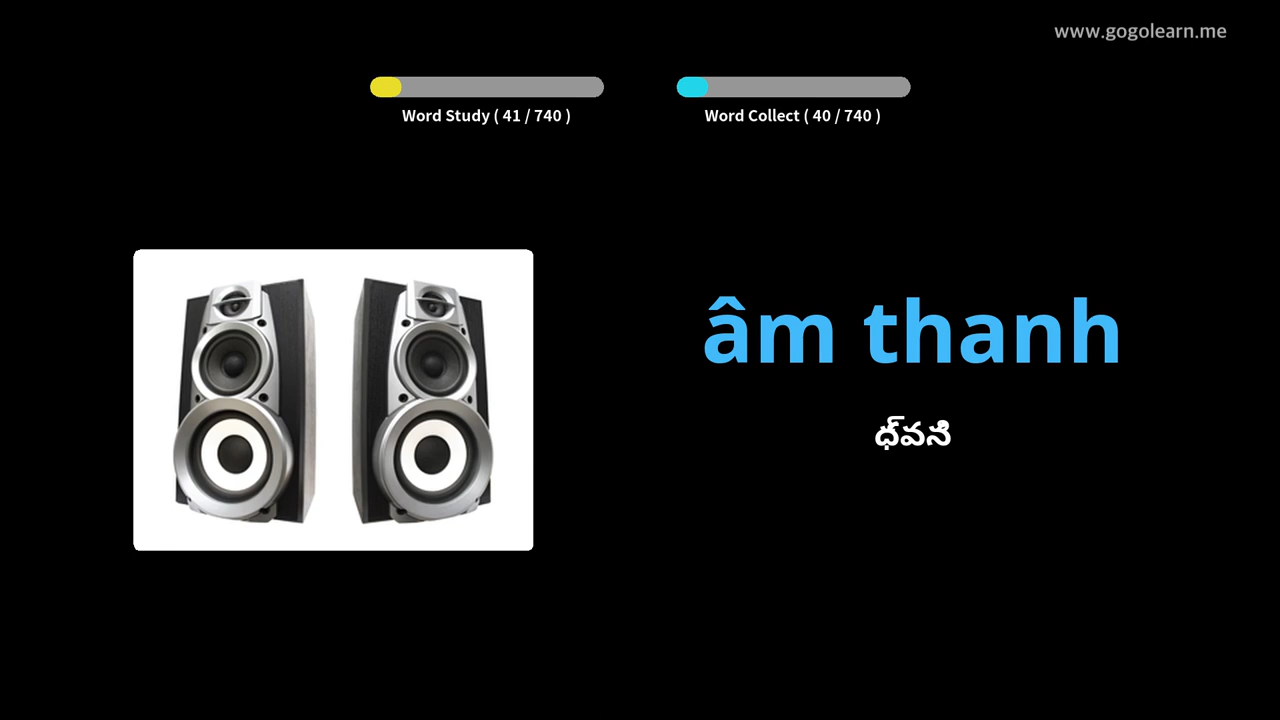 www.gogolearn.me
Word Study ( 41 / 740 )
Word Collect ( 40 / 740 )
âm thanh
ధ్వని